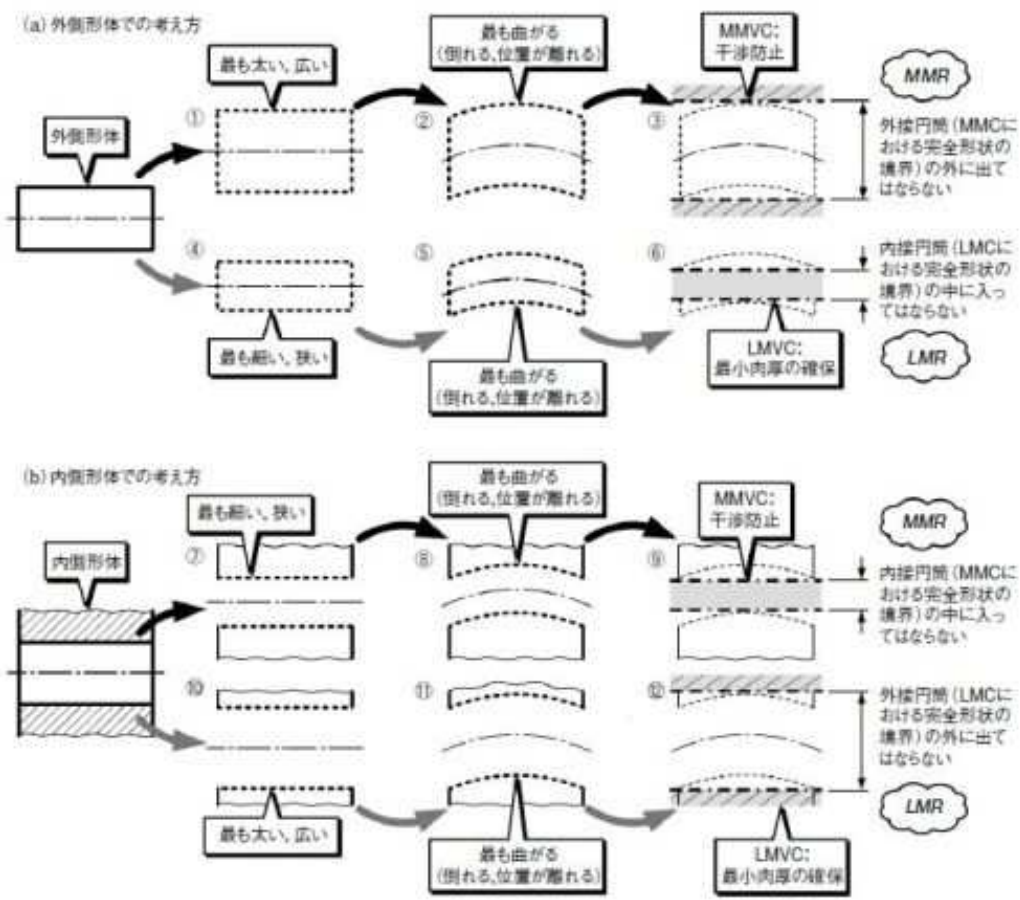 (a) 外側形体での考え方
最も太い、広い
最も曲がる
(倒れる、位置が離れる)
MMVC:
干渉防止
MMR
外側形体
①
②
③
外接円筒(MMCに
おける完全形状の
境界)の外に出て
はならない
④
⑤
⑥
内接円筒(LMCに
おける完全形状の
境界)の中に入っ
てはならない
最も細い、狭い
最も曲がる
(倒れる、位置が離れる)
LMVC:
最小肉厚の確保
LMR
(b) 内側形体での考え方
最も細い、狭い
最も曲がる
(倒れる、位置が離れる)
MMVC:
干渉防止
MMR
内側形体
⑦
⑧
⑨
内接円筒(MMCに
おける完全形状の
境界)の中に入っ
てはならない
⑩
⑪
⑫
外接円筒(LMCに
おける完全形状の
境界)の外に出て
はならない
最も太い、広い
最も曲がる
(倒れる、位置が離れる)
LMVC:
最小肉厚の確保
LMR